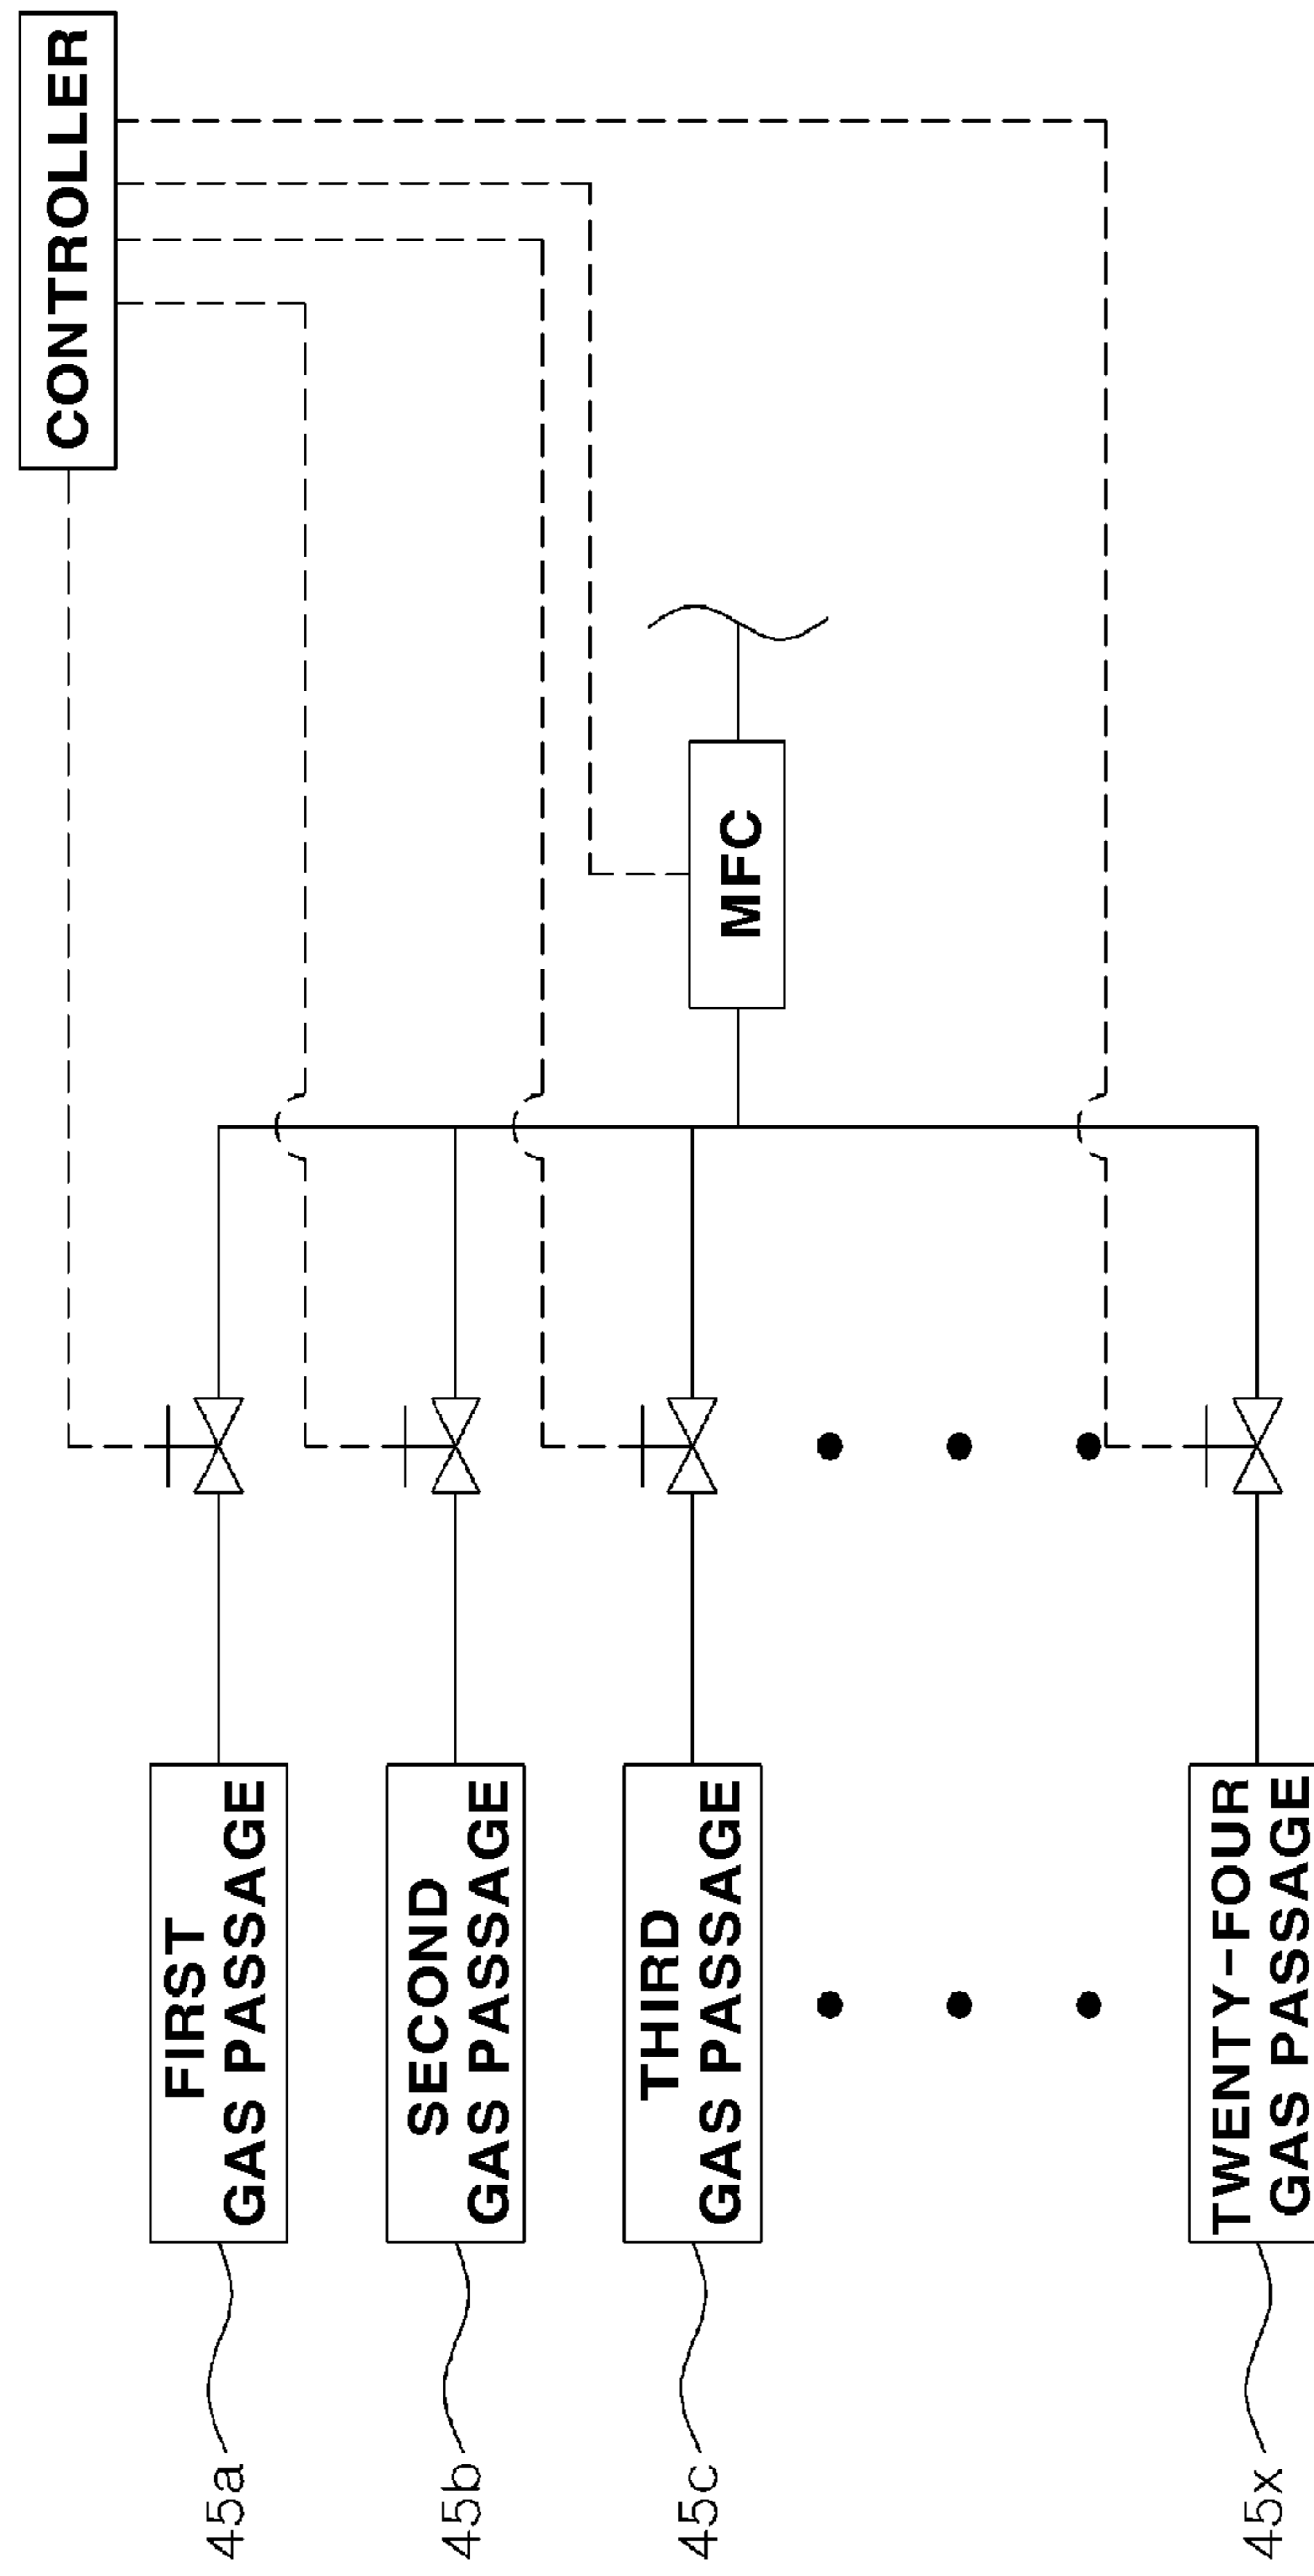 CONTROLLER
MFC
FIRST
GAS PASSAGE
SECOND
GAS PASSAGE
THIRD
GAS PASSAGE
TWENTY-FOUR
GAS PASSAGE
45a
45b
45c
45x